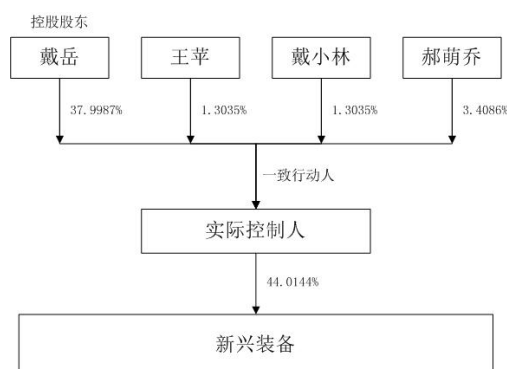 控股股东
戴岳
王苹
戴小林
郝萌乔
37.9987%
1.3035%
1.3035%
3.4086%
一致行动人
实际控制人
44.0144%
新兴装备